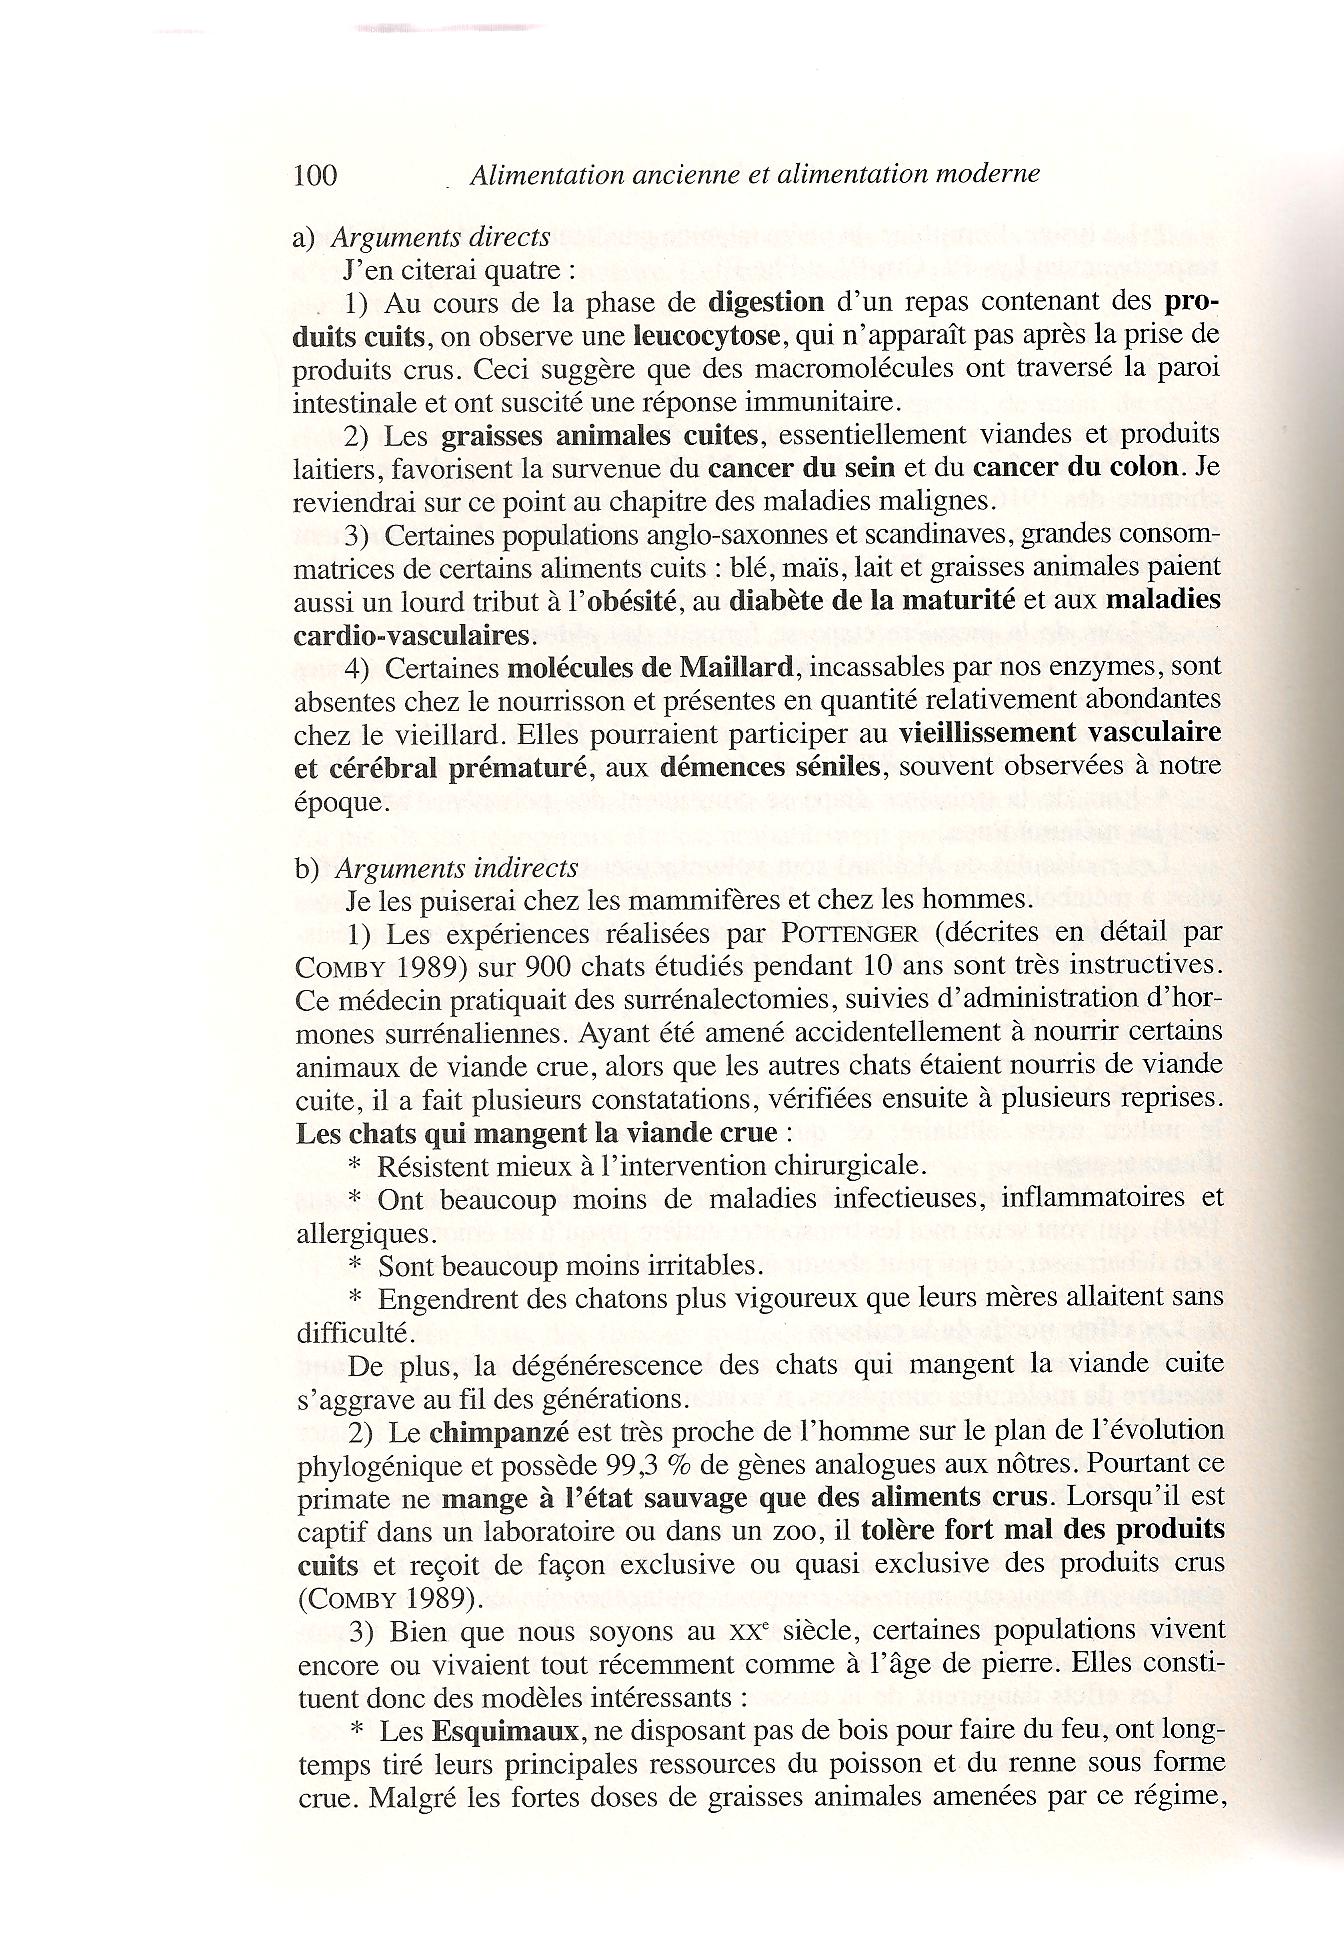 100 Alimentation ancienne et alimentation moderne
a) Arguments directs
J'en citerai quatre :
1) Au cours de la phase de digestion d'un repas contenant des pro-
duits cuits, on observe une leucocytose, qui n'apparaît pas après la prise de
produits crus. Ceci suggère que des macromolécules ont traversé la paroi
intestinale et ont suscité une réponse immunitaire.
2) Les graisses animales cuites, essentiellement viandes et produits
laitiers, favorisent la survenue du cancer du sein et du cancer du colon. Je
reviendrai sur ce point au chapitre des maladies malignes.
3) Certaines populations anglo-saxonnes et scandinaves, grandes consom-
matrices de certains aliments cuits : blé, maïs, lait et graisses animales paient
aussi un lourd tribut à l'obésité, au diabète de la maturité et aux maladies
cardio-vasculaires.
4) Certaines molécules de Maillard, incassables par nos enzymes, sont
absentes chez le nourrisson et présentes en quantité relativement abondantes
chez le vieillard. Elles pourraient participer au vieillissement vasculaire
et cérébral prématuré, aux démences séniles, souvent observées à notre
époque.
b) Arguments indirects
Je les puiserai chez les mammifères et chez les hommes.
1) Les expériences réalisées par POTTENGER (décrites en détail par
COMBY 1989) sur 900 chats étudiés pendant 10 ans sont très instructives.
Ce médecin pratiquait des surrénalectomies, suivies d'administration d'hor-
mones surrénaliennes. Ayant été amené accidentellement à nourrir certains
animaux de viande crue, alors que les autres chats étaient nourris de viande
cuite, il a fait plusieurs constatations, vérifiées ensuite à plusieurs reprises.
Les chats qui mangent la viande crue :
* Résistent mieux à l'intervention chirurgicale.
* Ont beaucoup moins de maladies infectieuses, inflammatoires et
allergiques.
* Sont beaucoup moins irritables.
* Engendrent des chatons plus vigoureux que leurs mères allaitent sans
difficulté.
De plus, la dégénérescence des chats qui mangent la viande cuite
s'aggrave au fil des générations.
2) Le chimpanzé est très proche de l'homme sur le plan de l'évolution
phylogénique et possède 99,3 % de gènes analogues aux nôtres. Pourtant ce
primate ne mange à l'état sauvage que des aliments crus. Lorsqu'il est
captif dans un laboratoire ou dans un zoo, il tolère fort mal des produits
cuits et reçoit de façon exclusive ou quasi exclusive des produits crus
(COMBY 1989).
3) Bien que nous soyons au XXe siècle, certaines populations vivent
encore ou vivaient tout récemment comme à l'âge de pierre. Elles consti-
tuent donc des modèles intéressants :
* Les Esquimaux, ne disposant pas de bois pour faire du feu, ont long-
temps tiré leurs principales ressources du poisson et du renne sous forme
crue. Malgré les fortes doses de graisses animales amenées par ce régime,